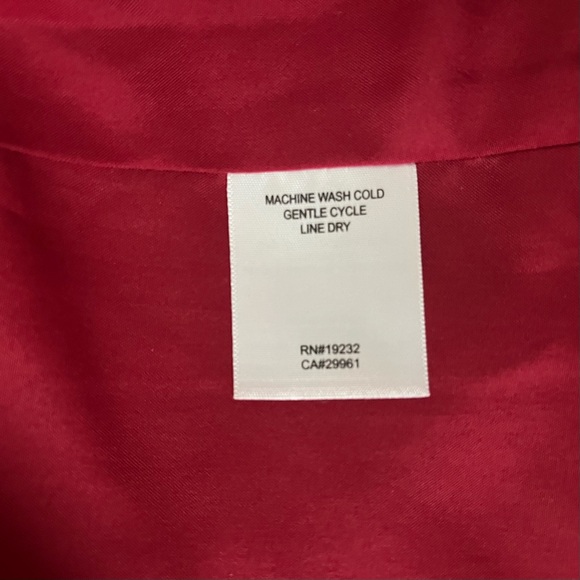 MACHINE WASH COLD
GENTLE CYCLE
LINE DRY
RN#19232
CA#29961